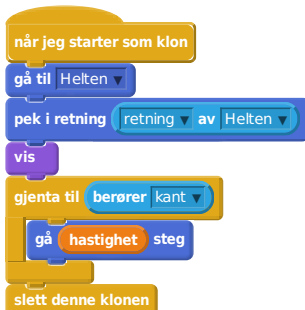 når jeg starter som klon
gå til Helten
pek i retning retning av Helten
vis
gjenta til berører kant
gå hastighet steg
slett denne klonen